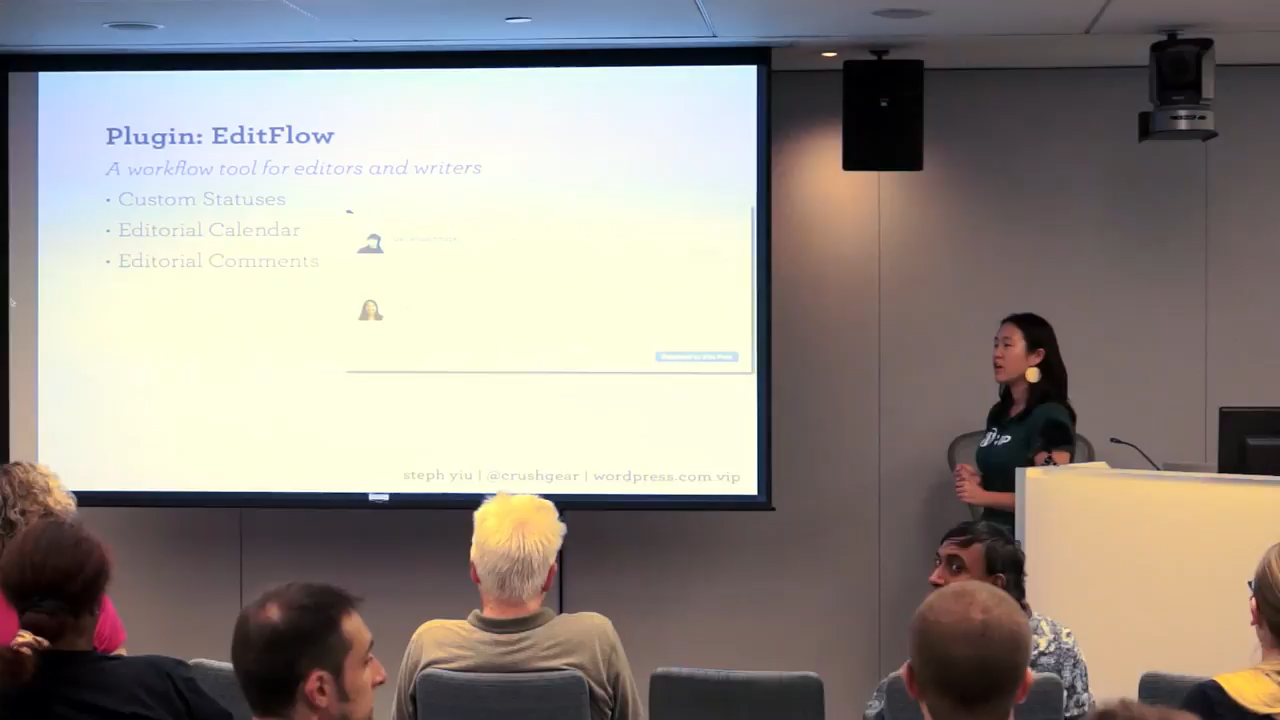 Plugin: EditFlow
A workflow tool for editors and writers
• Custom Statuses
• Editorial Calendar
• Editorial Comments
steph yiu | @crushgear | wordpress.com vip